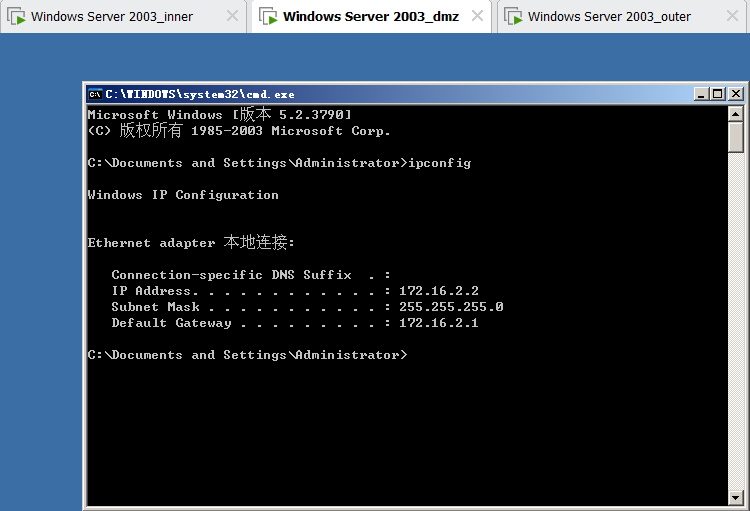 Windows Server 2003_inner
Windows Server 2003_dmz
Windows Server 2003_outer
C:\WINDOWS\system32\cmd.exe
Microsoft Windows [版本 5.2.3790]
(C) 版权所有 1985-2003 Microsoft Corp.
C:\Documents and Settings\Administrator>ipconfig
Windows IP Configuration
Ethernet adapter 本地连接:
Connection-specific DNS Suffix  . :
IP Address. . . . . . . . . . . . : 172.16.2.2
Subnet Mask . . . . . . . . . . . : 255.255.255.0
Default Gateway . . . . . . . . . : 172.16.2.1
C:\Documents and Settings\Administrator>